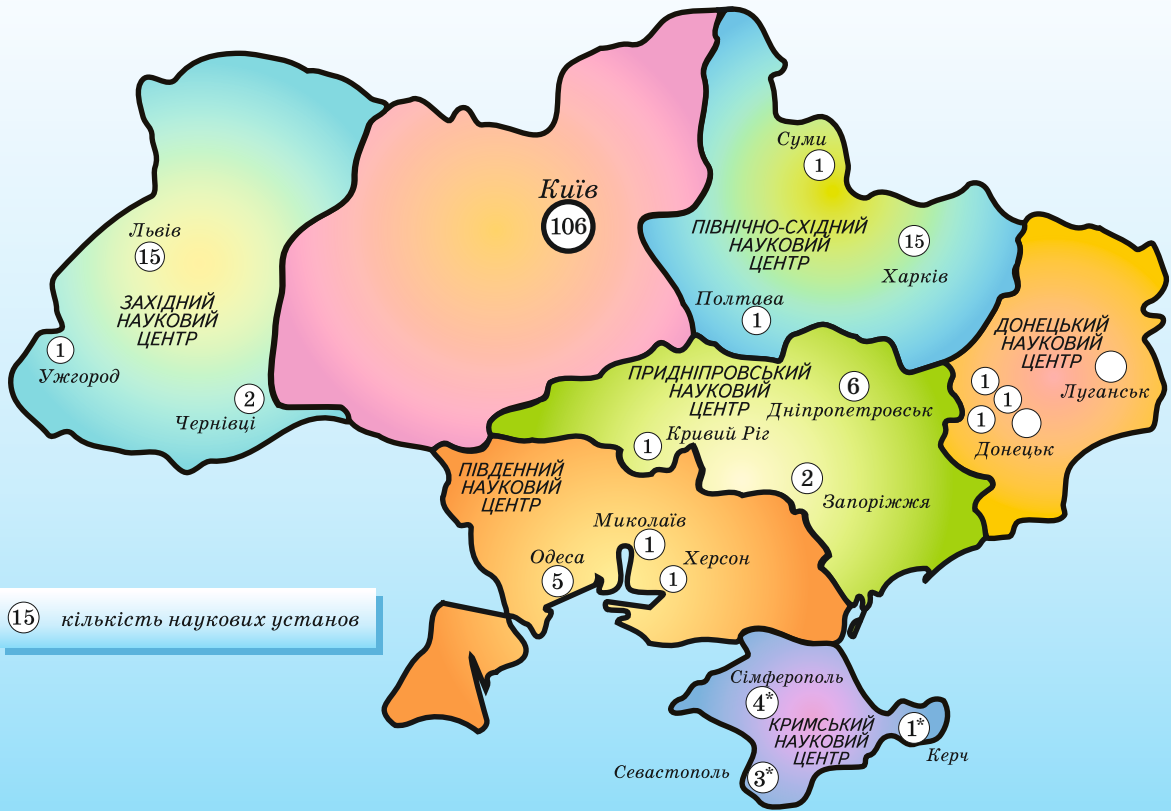 Суми
1
Київ
106
ПІВНІЧНО-СХІДНИЙ
НАУКОВИЙ
ЦЕНТР
15
Харків
Полтава
1
Львів
15
ЗАХІДНИЙ
НАУКОВИЙ
ЦЕНТР
1
Ужгород
2
Чернівці
ДОНЕЦЬКИЙ
НАУКОВИЙ
ЦЕНТР
Луганськ
1
1
1
Донецьк
ПРИДНІПРОВСЬКИЙ
НАУКОВИЙ
ЦЕНТР
6
Дніпропетровськ
1
Кривий Ріг
2
Запоріжжя
ПІВДЕННИЙ
НАУКОВИЙ
ЦЕНТР
Миколаїв
1
Одеса
5
Херсон
1
15 кількість наукових установ
Сімферополь
4*
КРИМСЬКИЙ
НАУКОВИЙ
ЦЕНТР
1*
Керч
Севастополь
3*